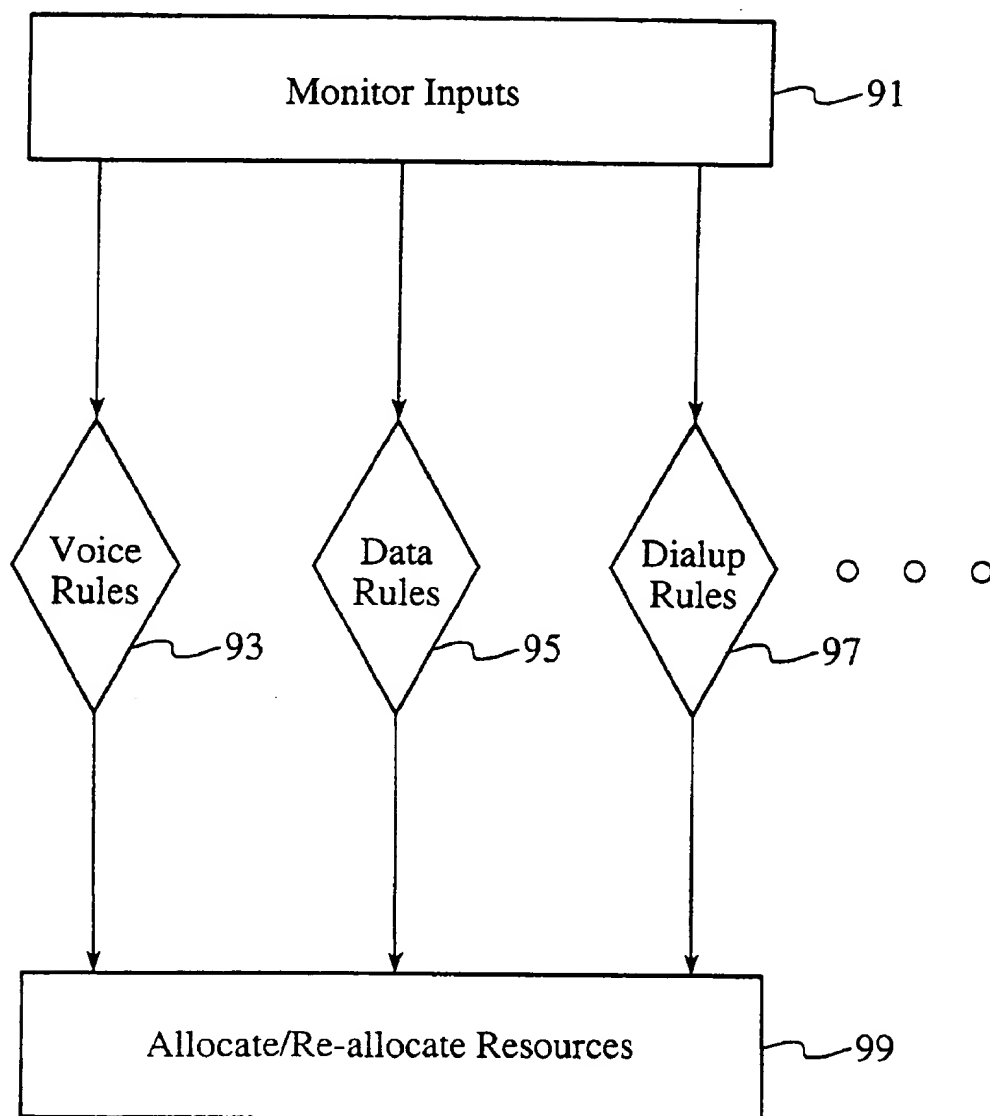 Monitor Inputs
91
Voice
Rules
93
Data
Rules
95
Dialup
Rules
97
Allocate/Re-allocate Resources
99